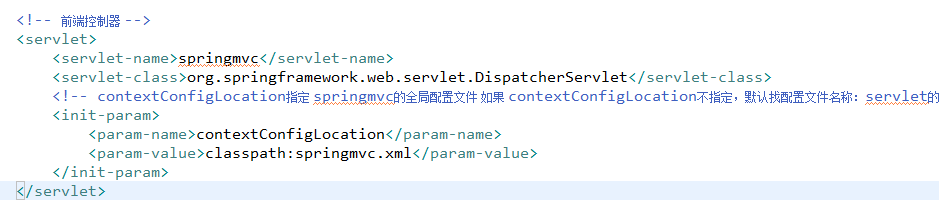 <!-- 前端控制器 -->
<servlet>
<servlet-name>springmvc</servlet-name>
<servlet-class>org.springframework.web.servlet.DispatcherServlet</servlet-class>
<!-- contextConfigLocation指定 springmvc的全局配置文件 如果 contextConfigLocation不指定，默认找配置文件名称：servlet的
<init-param>
<param-name>contextConfigLocation</param-name>
<param-value>classpath:springmvc.xml</param-value>
</init-param>
</servlet>